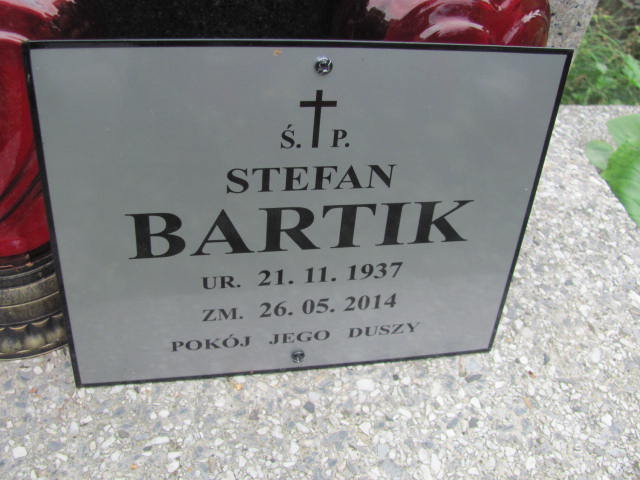 Ś. P.
STEFAN
BARTIK
UR. 21. 11. 1937
ZM. 26. 05. 2014
POKÓJ JEGO DUSZY